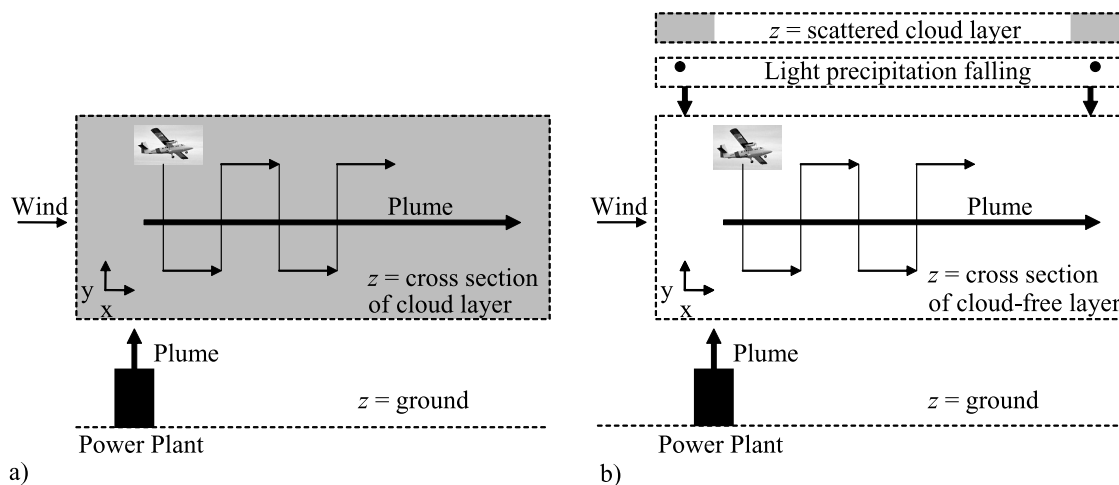 Wind
Plume
y
x
z = cross section
of cloud layer
Plume
z = ground
Power Plant
a)
z = scattered cloud layer
Light precipitation falling
Wind
Plume
y
x
z = cross section
of cloud-free layer
Plume
z = ground
Power Plant
b)